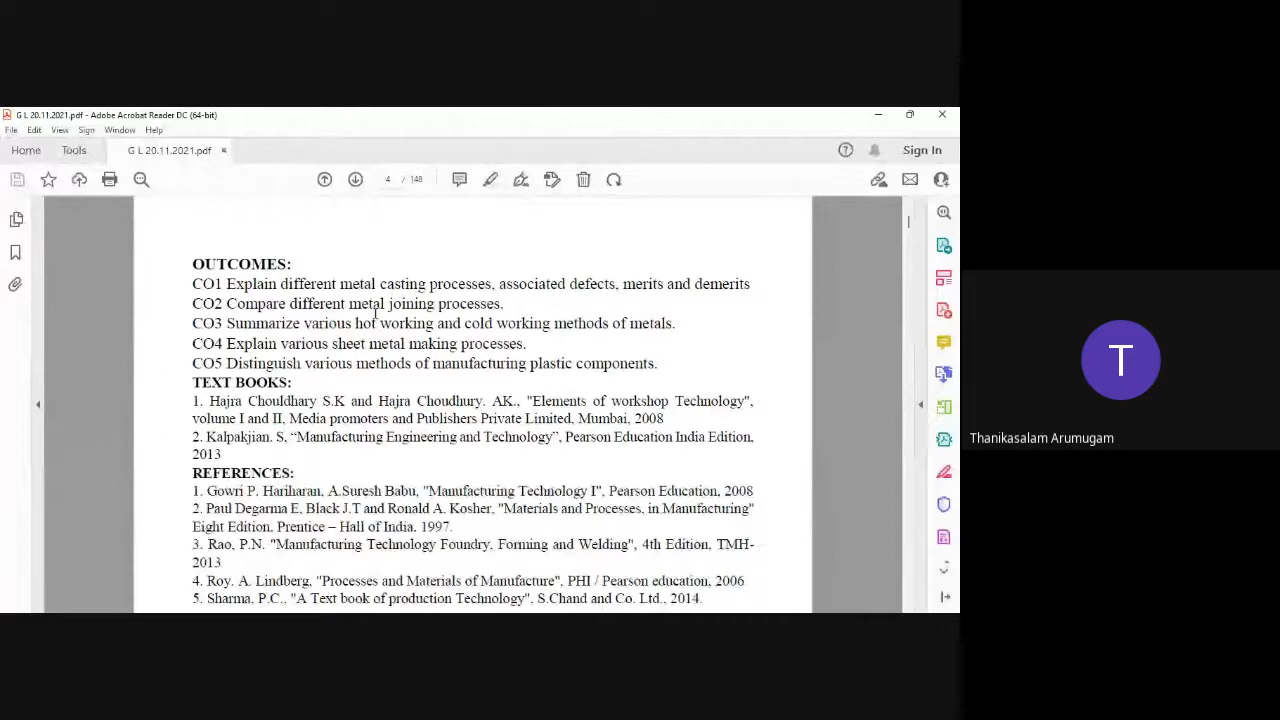 G L 20.11.2021.pdf - Adobe Acrobat Reader DC (64-bit)
File Edit View Sign Window Help
Home Tools G L 20.11.2021.pdf × Sign In
4 / 148
OUTCOMES:
CO1 Explain different metal casting processes, associated defects, merits and demerits
CO2 Compare different metal joining processes.
CO3 Summarize various hot working and cold working methods of metals.
CO4 Explain various sheet metal making processes.
CO5 Distinguish various methods of manufacturing plastic components.
TEXT BOOKS:
1. Hajra Chouldhary S.K and Hajra Choudhury. AK., "Elements of workshop Technology",
volume I and II, Media promoters and Publishers Private Limited, Mumbai, 2008
2. Kalpakjian. S, “Manufacturing Engineering and Technology”, Pearson Education India Edition,
2013
REFERENCES:
1. Gowri P. Hariharan, A.Suresh Babu, "Manufacturing Technology I", Pearson Education, 2008
2. Paul Degarma E, Black J.T and Ronald A. Kosher, "Materials and Processes, in Manufacturing"
Eight Edition, Prentice – Hall of India, 1997.
3. Rao, P.N. "Manufacturing Technology Foundry, Forming and Welding", 4th Edition, TMH-
2013
4. Roy. A. Lindberg, "Processes and Materials of Manufacture", PHI / Pearson education, 2006
5. Sharma, P.C., "A Text book of production Technology", S.Chand and Co. Ltd., 2014.
T
Thanikasalam Arumugam